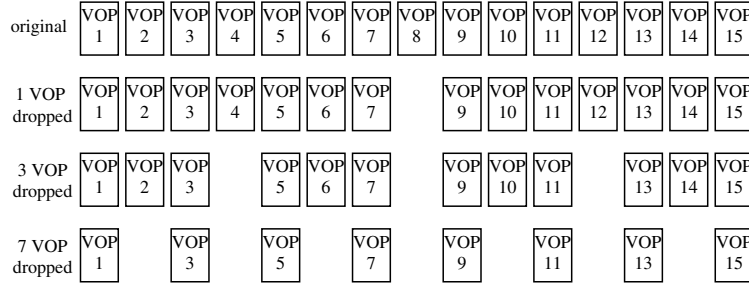 original VOP 1 VOP 2 VOP 3 VOP 4 VOP 5 VOP 6 VOP 7 VOP 8 VOP 9 VOP 10 VOP 11 VOP 12 VOP 13 VOP 14 VOP 15
1 VOP dropped VOP 1 VOP 2 VOP 3 VOP 4 VOP 5 VOP 6 VOP 7 VOP 9 VOP 10 VOP 11 VOP 12 VOP 13 VOP 14 VOP 15
3 VOP dropped VOP 1 VOP 2 VOP 3 VOP 5 VOP 6 VOP 7 VOP 9 VOP 10 VOP 11 VOP 13 VOP 14 VOP 15
7 VOP dropped VOP 1 VOP 3 VOP 5 VOP 7 VOP 9 VOP 11 VOP 13 VOP 15